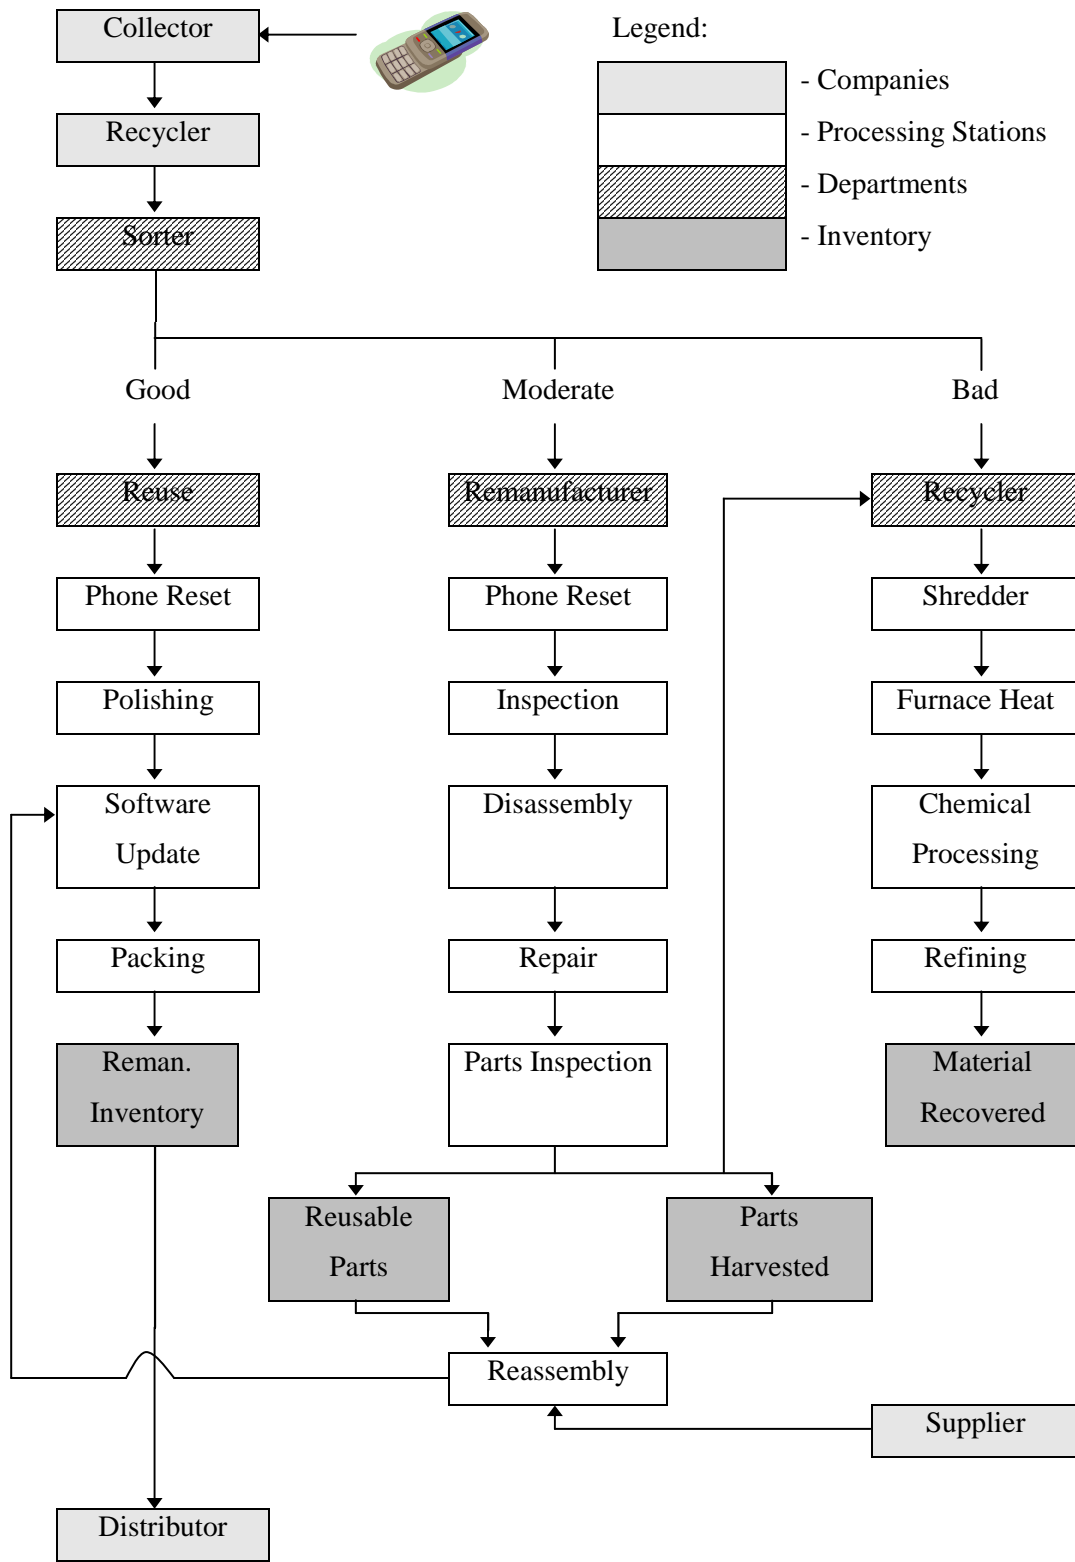 Collector
Legend:
- Companies
Recycler
- Processing Stations
- Departments
Sorter
- Inventory
Good
Moderate
Bad
Reuse
Remanufacturer
Recycler
Phone Reset
Phone Reset
Shredder
Polishing
Inspection
Furnace Heat
Software
Update
Disassembly
Chemical
Processing
Packing
Repair
Refining
Reman.
Inventory
Parts Inspection
Material
Recovered
Reusable
Parts
Parts
Harvested
Reassembly
Supplier
Distributor